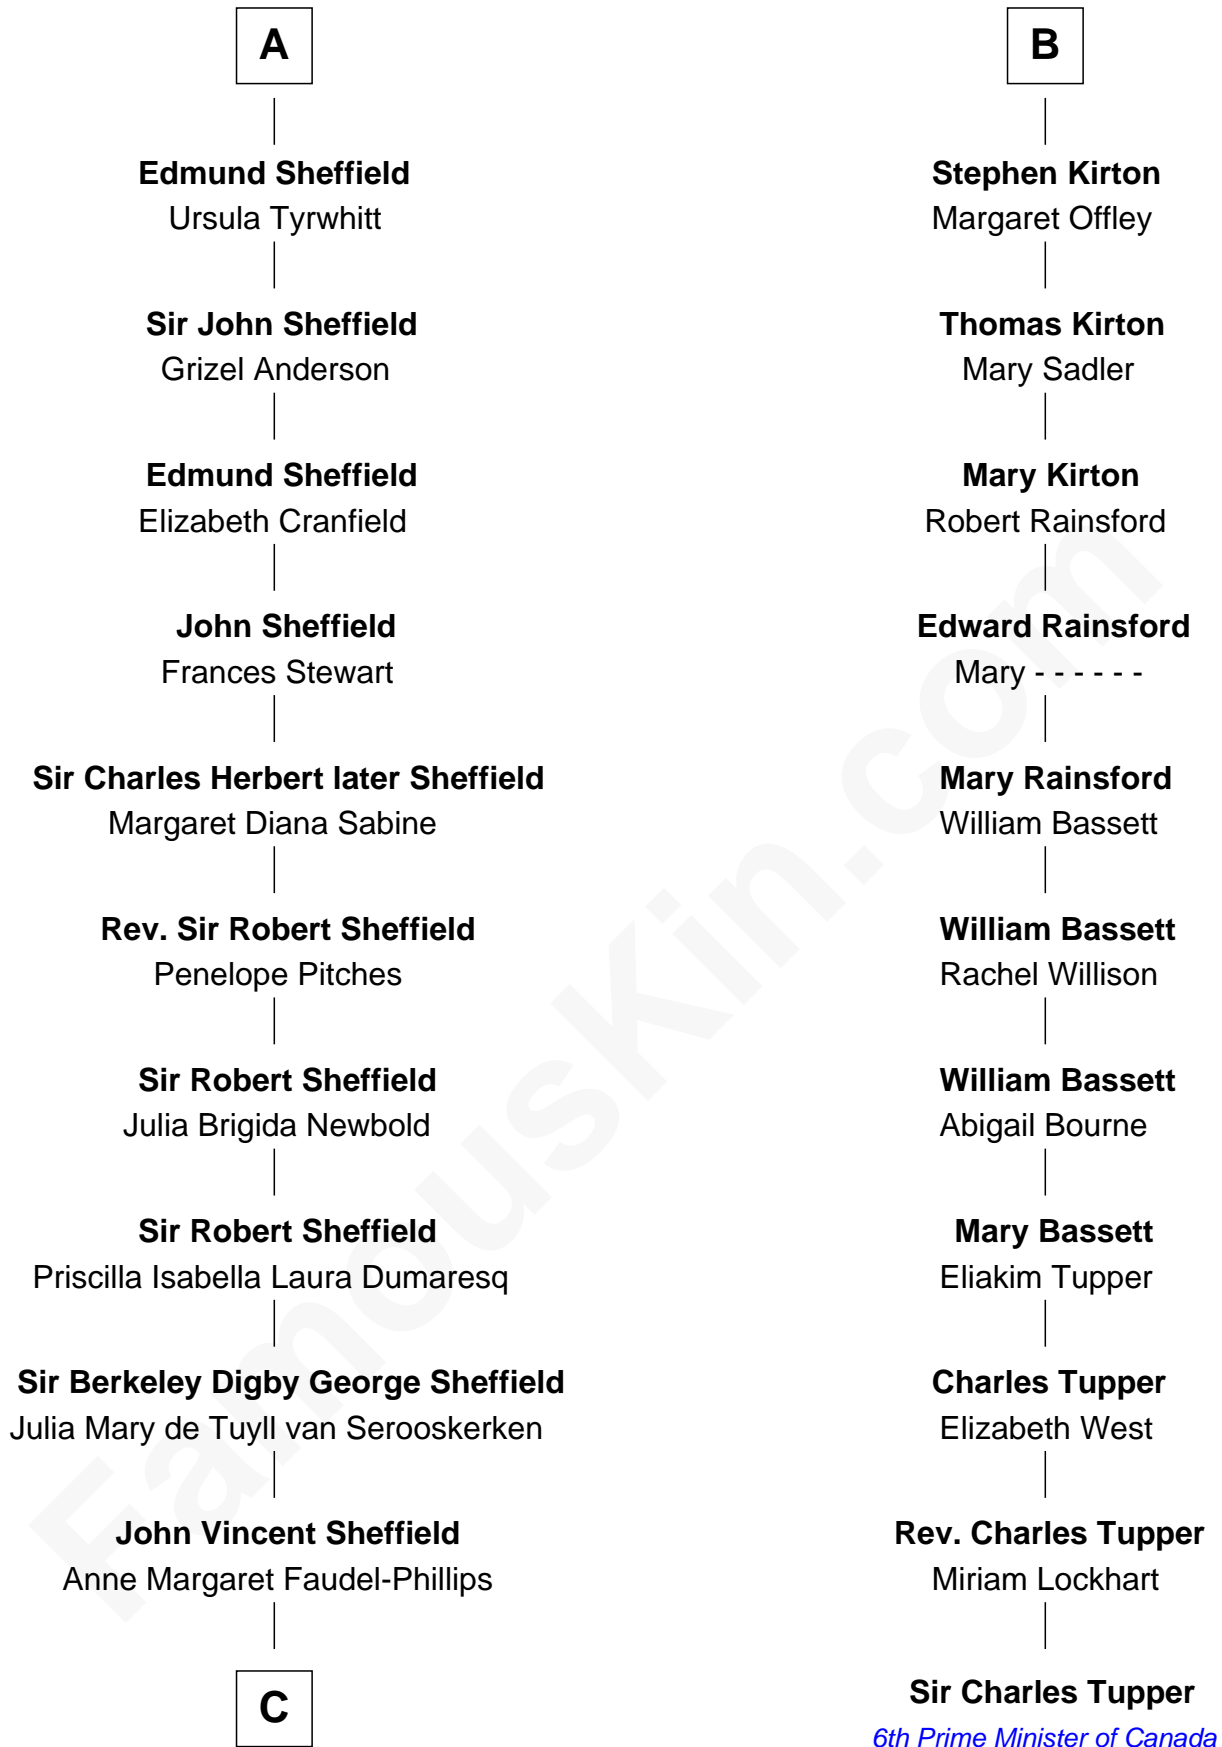 A
Edmund Sheffield
Ursula Tyrwhitt
Sir John Sheffield
Grizel Anderson
Edmund Sheffield
Elizabeth Cranfield
John Sheffield
Frances Stewart
Sir Charles Herbert later Sheffield
Margaret Diana Sabine
Rev. Sir Robert Sheffield
Penelope Pitches
Sir Robert Sheffield
Julia Brigida Newbold
Sir Robert Sheffield
Priscilla Isabella Laura Dumaresq
Sir Berkeley Digby George Sheffield
Julia Mary de Tuyll van Serooskerken
John Vincent Sheffield
Anne Margaret Faudel-Phillips
C
B
Stephen Kirton
Margaret Offley
Thomas Kirton
Mary Sadler
Mary Kirton
Robert Rainsford
Edward Rainsford
Mary - - - - - -
Mary Rainsford
William Bassett
William Bassett
Rachel Willison
William Bassett
Abigail Bourne
Mary Bassett
Eliakim Tupper
Charles Tupper
Elizabeth West
Rev. Charles Tupper
Miriam Lockhart
Sir Charles Tupper
6th Prime Minister of Canada
FamousKin.com